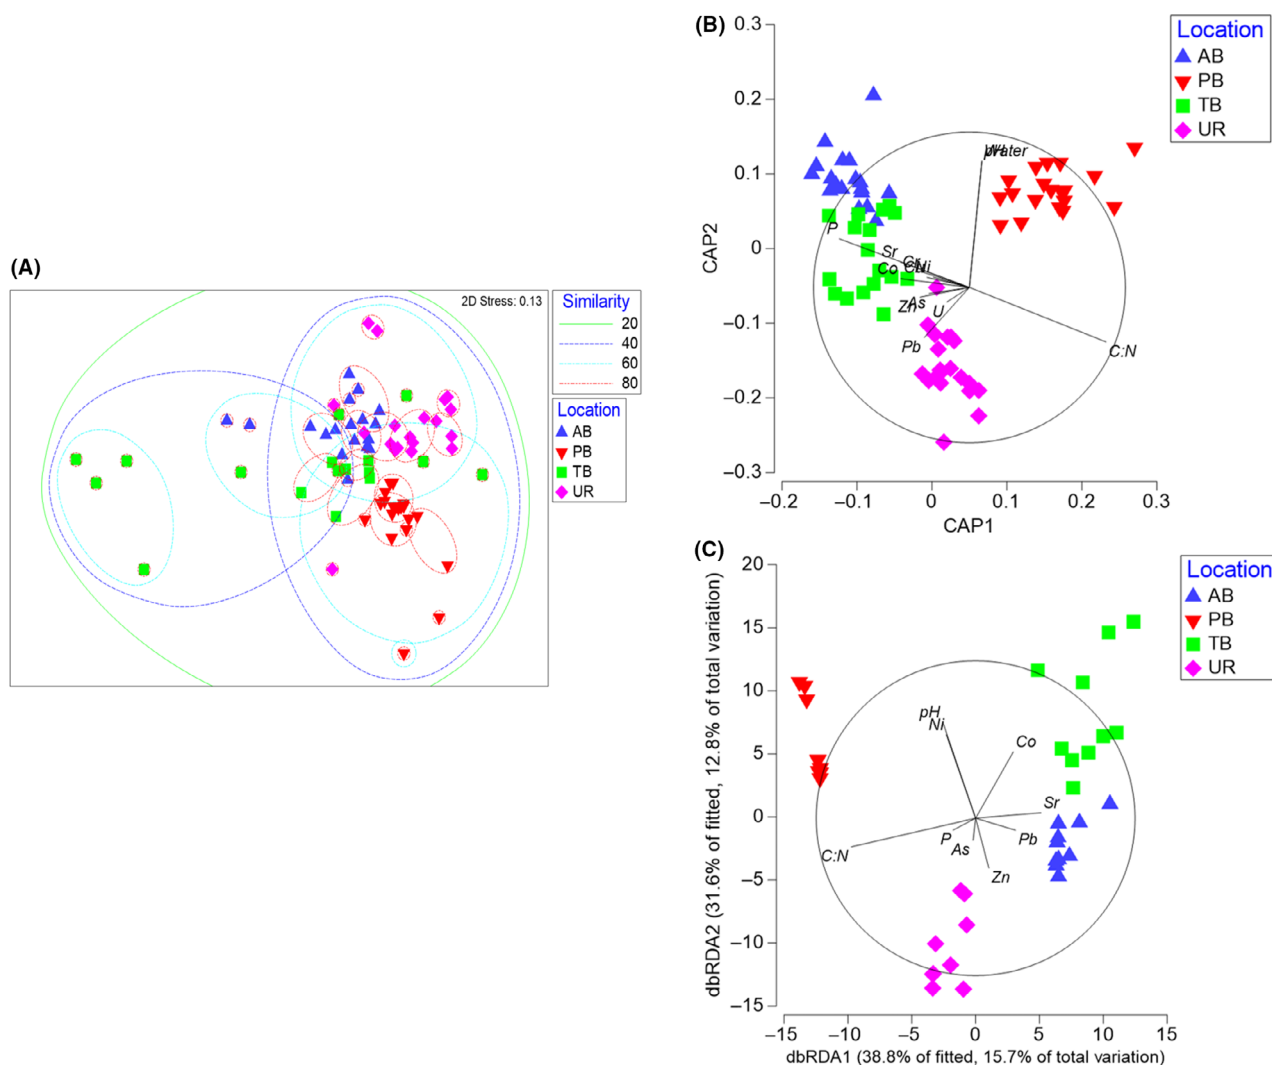 (A)
2D Stress: 0.13
Similarity
20
40
60
80
Location
AB
PB
TB
UR
(B)
0.3
0.2
0.1
0
−0.1
−0.2
−0.3
CAP2
−0.2
−0.1
0
0.1
0.2
0.3
CAP1
pH
Water
P
Sr
Co
Ni
Zn
As
U
Pb
C:N
Location
AB
PB
TB
UR
(C)
20
15
10
5
0
−5
−10
−15
dbRDA2 (31.6% of fitted, 12.8% of total variation)
−15
−10
−5
0
5
10
15
dbRDA1 (38.8% of fitted, 15.7% of total variation)
pH
Ni
Co
Sr
Pb
Zn
As
P
C:N
Location
AB
PB
TB
UR